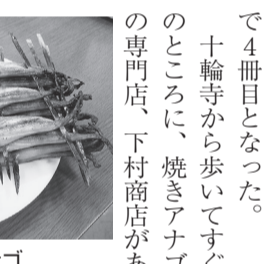 で4冊目となった。
十輪寺から歩いてすぐ
のところに、焼きアナゴ
の専門店、下村商店があ
ゴ